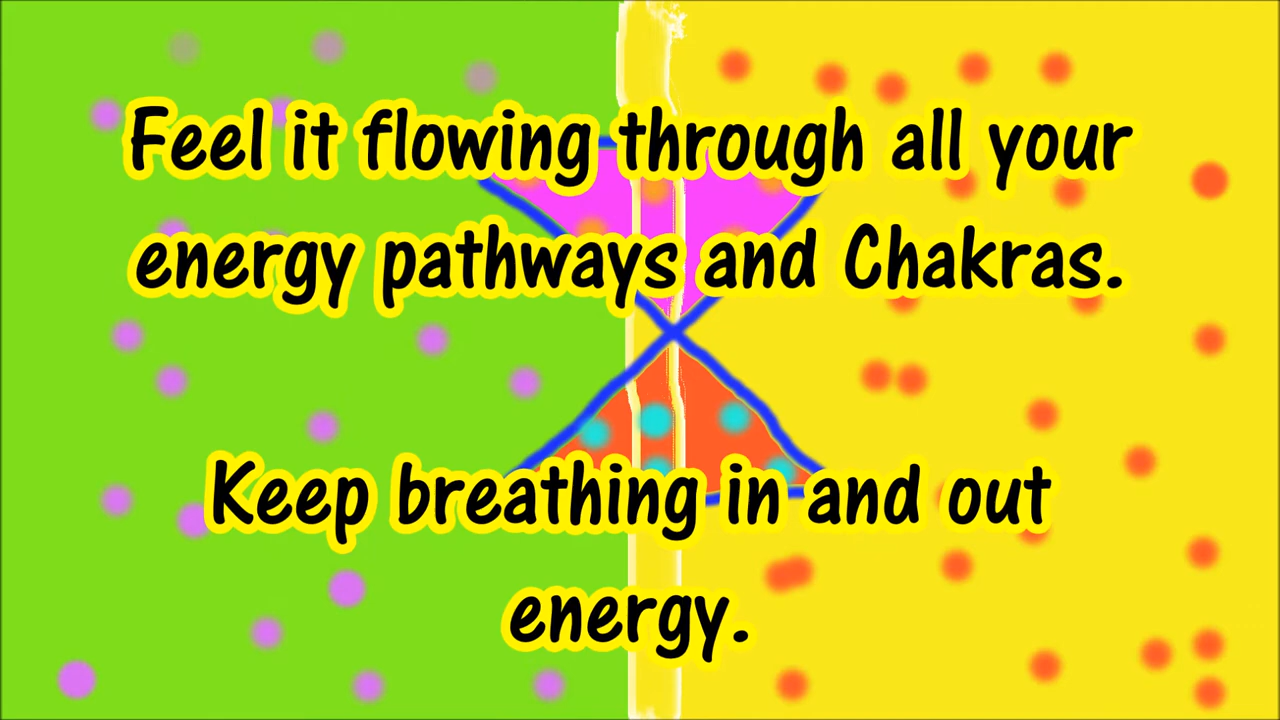 Feel it flowing through all your
energy pathways and Chakras.
Keep breathing in and out
energy.